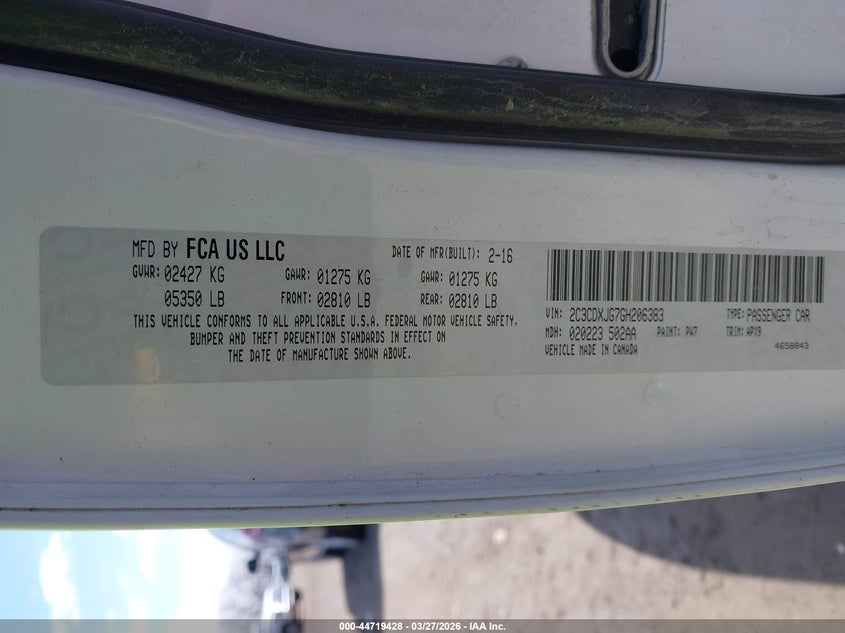 MFD BY FCA US LLC
DATE OF MFR(BUILT): 2-16
GVWR: 02427 KG GAWR: 01275 KG GAWR: 01275 KG
05350 LB FRONT: 02810 LB REAR: 02810 LB
THIS VEHICLE CONFORMS TO ALL APPLICABLE U.S.A. FEDERAL MOTOR VEHICLE SAFETY,
BUMPER AND THEFT PREVENTION STANDARDS IN EFFECT ON
THE DATE OF MANUFACTURE SHOWN ABOVE.
VIN: 2C3CDXJG7GH206383 TYPE: PASSENGER CAR
MDH: 020223 502AA PAINT: PW7 TRIM: APX9
VEHICLE MADE IN CANADA 4658843
000-44719428 - 03/27/2026 - IAA Inc.